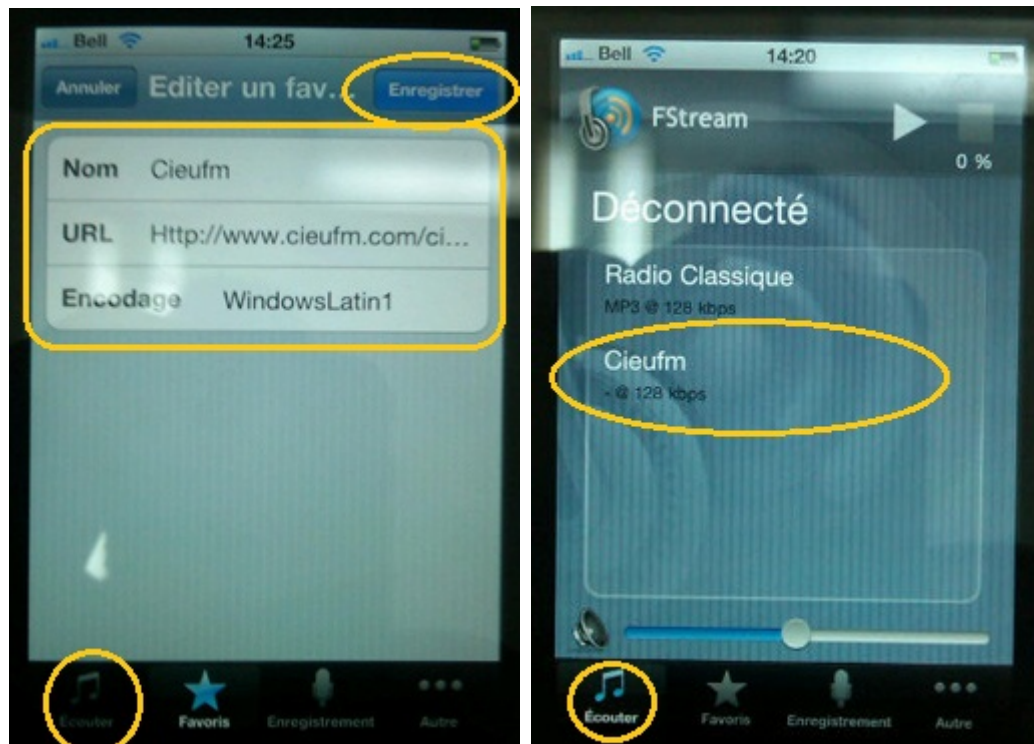 Bell 14:25
Annuler Editer un fav... Enregistrer
Nom Cieufm
URL Http://www.cieufm.com/ci...
Encodage WindowsLatin1
Écouter Favoris Enregistrement Autre
Bell 14:20
FStream
0 %
Déconnecté
Radio Classique
MP3 @ 128 kbps
Cieufm
- @ 128 kbps
Écouter Favoris Enregistrement Autre